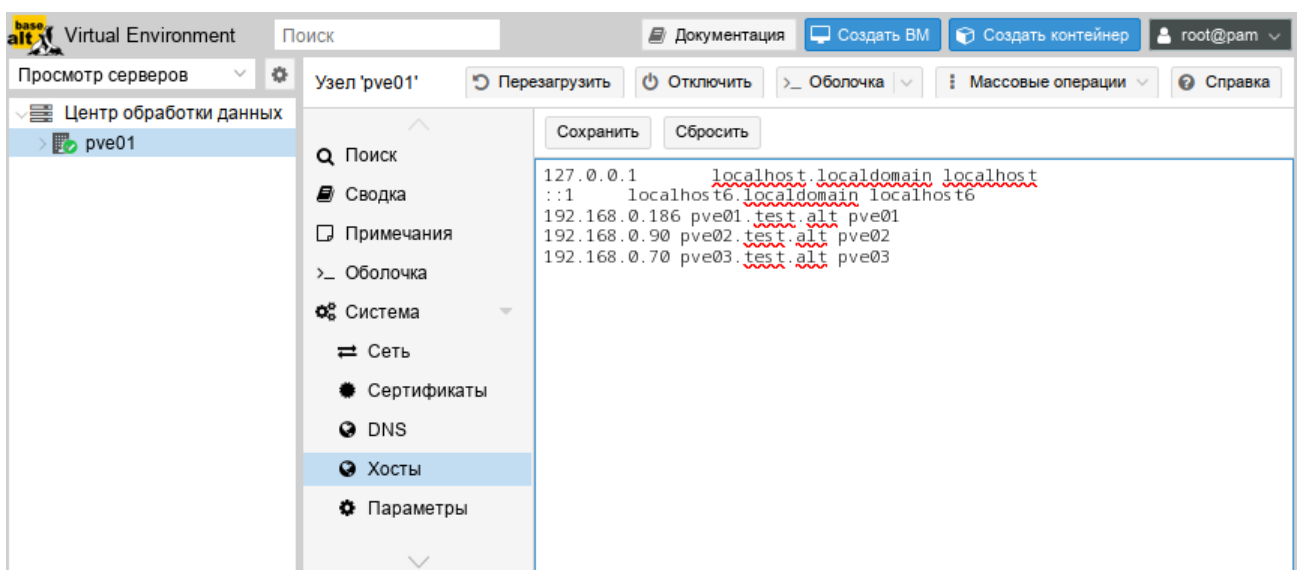 base alt Virtual Environment Поиск Документация Создать ВМ Создать контейнер root@pam
Просмотр серверов
Центр обработки данных
pve01
Узел 'pve01' Перезагрузить Отключить >_ Оболочка Массовые операции Справка
Поиск
Сводка
Примечания
>_ Оболочка
Система
Сеть
Сертификаты
DNS
Хосты
Параметры
Сохранить Сбросить
127.0.0.1 localhost.localdomain localhost
::1 localhost6.localdomain localhost6
192.168.0.186 pve01.test.alt pve01
192.168.0.90 pve02.test.alt pve02
192.168.0.70 pve03.test.alt pve03